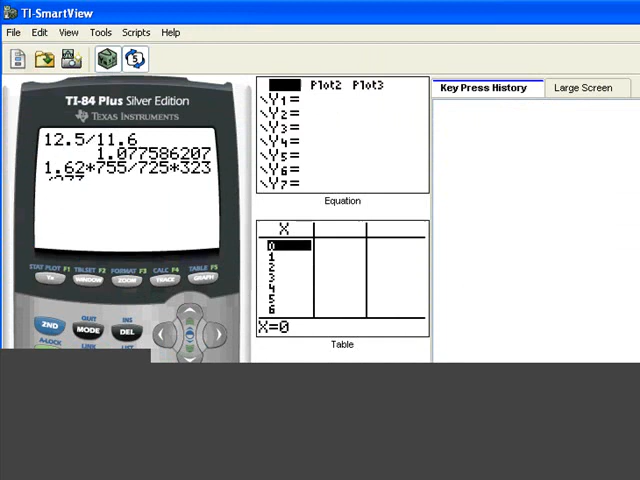 TI-SmartView
File Edit View Tools Scripts Help
TI-84 Plus Silver Edition
TEXAS INSTRUMENTS
12.5/11.6
1.077586207
1.62*755/725*323
STAT PLOT F1 TBLSET F2 FORMAT F3 CALC F4 TABLE F5
Y= WINDOW ZOOM TRACE GRAPH
QUIT INS
2ND MODE DEL
A-LOCK LINK LIST
Plot2 Plot3
\Y1=
\Y2=
\Y3=
\Y4=
\Y5=
\Y6=
\Y7=
Equation
X
0
1
2
3
4
5
6
X=0
Table
Key Press History Large Screen